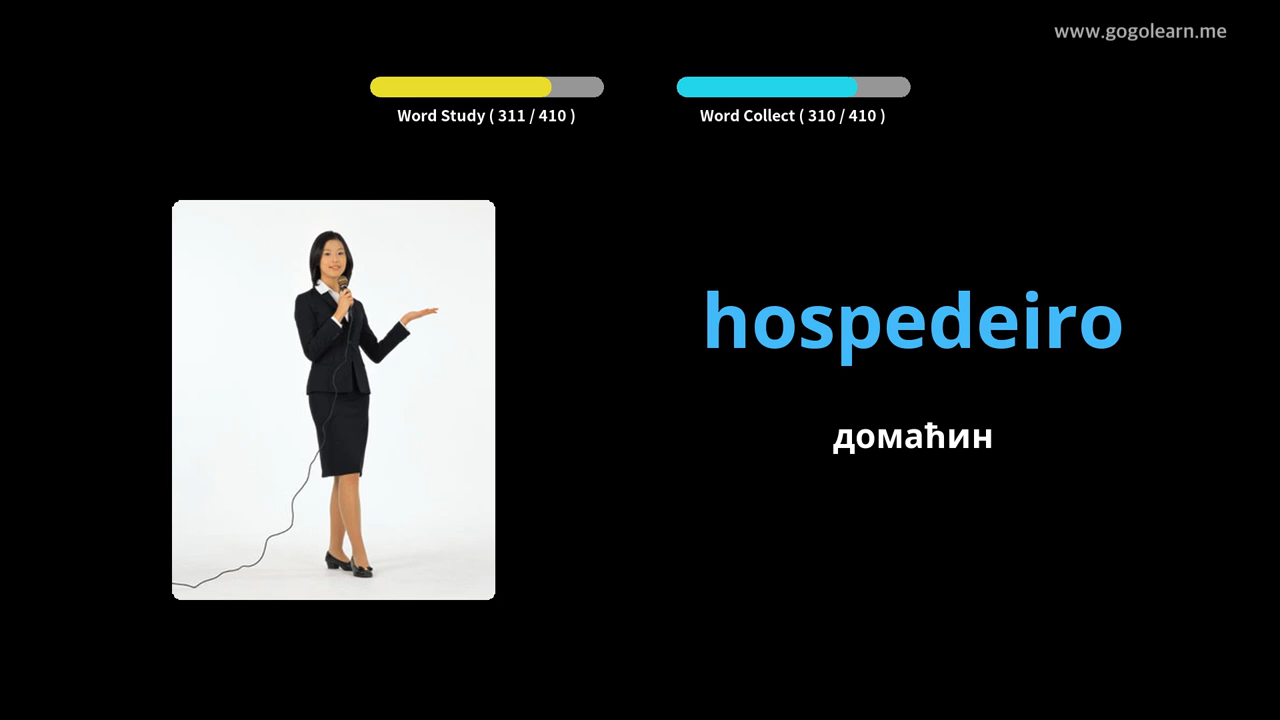 www.gogolearn.me
Word Study ( 311 / 410 )
Word Collect ( 310 / 410 )
hospedeiro
домаћин